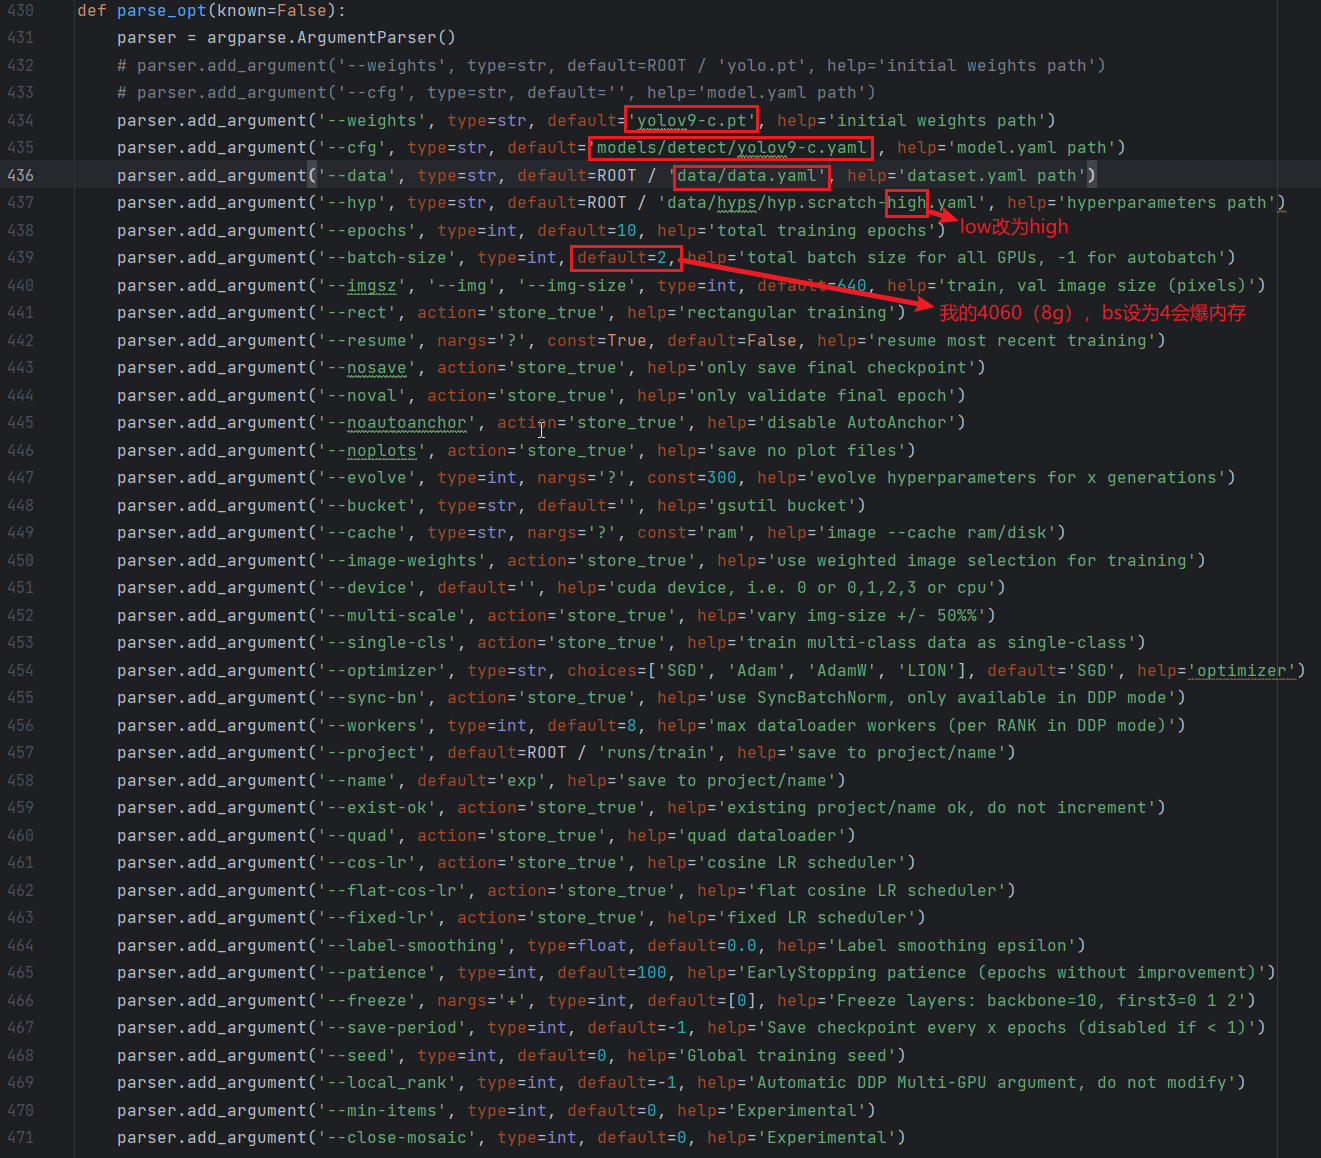 430 def parse_opt(known=False):
431 parser = argparse.ArgumentParser()
432 # parser.add_argument('--weights', type=str, default=ROOT / 'yolo.pt', help='initial weights path')
433 # parser.add_argument('--cfg', type=str, default='', help='model.yaml path')
434 parser.add_argument('--weights', type=str, default='yolov9-c.pt', help='initial weights path')
435 parser.add_argument('--cfg', type=str, default='models/detect/yolov9-c.yaml', help='model.yaml path')
436 parser.add_argument('--data', type=str, default=ROOT / 'data/data.yaml', help='dataset.yaml path')
437 parser.add_argument('--hyp', type=str, default=ROOT / 'data/hyps/hyp.scratch-high.yaml', help='hyperparameters path')
low改为high
438 parser.add_argument('--epochs', type=int, default=10, help='total training epochs')
439 parser.add_argument('--batch-size', type=int, default=2, help='total batch size for all GPUs, -1 for autobatch')
440 parser.add_argument('--imgsz', '--img', '--img-size', type=int, default=640, help='train, val image size (pixels)')
441 parser.add_argument('--rect', action='store_true', help='rectangular training')
我的4060（8g），bs设为4会爆内存
442 parser.add_argument('--resume', nargs='?', const=True, default=False, help='resume most recent training')
443 parser.add_argument('--nosave', action='store_true', help='only save final checkpoint')
444 parser.add_argument('--noval', action='store_true', help='only validate final epoch')
445 parser.add_argument('--noautoanchor', action='store_true', help='disable AutoAnchor')
446 parser.add_argument('--noplots', action='store_true', help='save no plot files')
447 parser.add_argument('--evolve', type=int, nargs='?', const=300, help='evolve hyperparameters for x generations')
448 parser.add_argument('--bucket', type=str, default='', help='gsutil bucket')
449 parser.add_argument('--cache', type=str, nargs='?', const='ram', help='image --cache ram/disk')
450 parser.add_argument('--image-weights', action='store_true', help='use weighted image selection for training')
451 parser.add_argument('--device', default='', help='cuda device, i.e. 0 or 0,1,2,3 or cpu')
452 parser.add_argument('--multi-scale', action='store_true', help='vary img-size +/- 50%%')
453 parser.add_argument('--single-cls', action='store_true', help='train multi-class data as single-class')
454 parser.add_argument('--optimizer', type=str, choices=['SGD', 'Adam', 'AdamW', 'LION'], default='SGD', help='optimizer')
455 parser.add_argument('--sync-bn', action='store_true', help='use SyncBatchNorm, only available in DDP mode')
456 parser.add_argument('--workers', type=int, default=8, help='max dataloader workers (per RANK in DDP mode)')
457 parser.add_argument('--project', default=ROOT / 'runs/train', help='save to project/name')
458 parser.add_argument('--name', default='exp', help='save to project/name')
459 parser.add_argument('--exist-ok', action='store_true', help='existing project/name ok, do not increment')
460 parser.add_argument('--quad', action='store_true', help='quad dataloader')
461 parser.add_argument('--cos-lr', action='store_true', help='cosine LR scheduler')
462 parser.add_argument('--flat-cos-lr', action='store_true', help='flat cosine LR scheduler')
463 parser.add_argument('--fixed-lr', action='store_true', help='fixed LR scheduler')
464 parser.add_argument('--label-smoothing', type=float, default=0.0, help='Label smoothing epsilon')
465 parser.add_argument('--patience', type=int, default=100, help='EarlyStopping patience (epochs without improvement)')
466 parser.add_argument('--freeze', nargs='+', type=int, default=[0], help='Freeze layers: backbone=10, first3=0 1 2')
467 parser.add_argument('--save-period', type=int, default=-1, help='Save checkpoint every x epochs (disabled if < 1)')
468 parser.add_argument('--seed', type=int, default=0, help='Global training seed')
469 parser.add_argument('--local_rank', type=int, default=-1, help='Automatic DDP Multi-GPU argument, do not modify')
470 parser.add_argument('--min-items', type=int, default=0, help='Experimental')
471 parser.add_argument('--close-mosaic', type=int, default=0, help='Experimental')